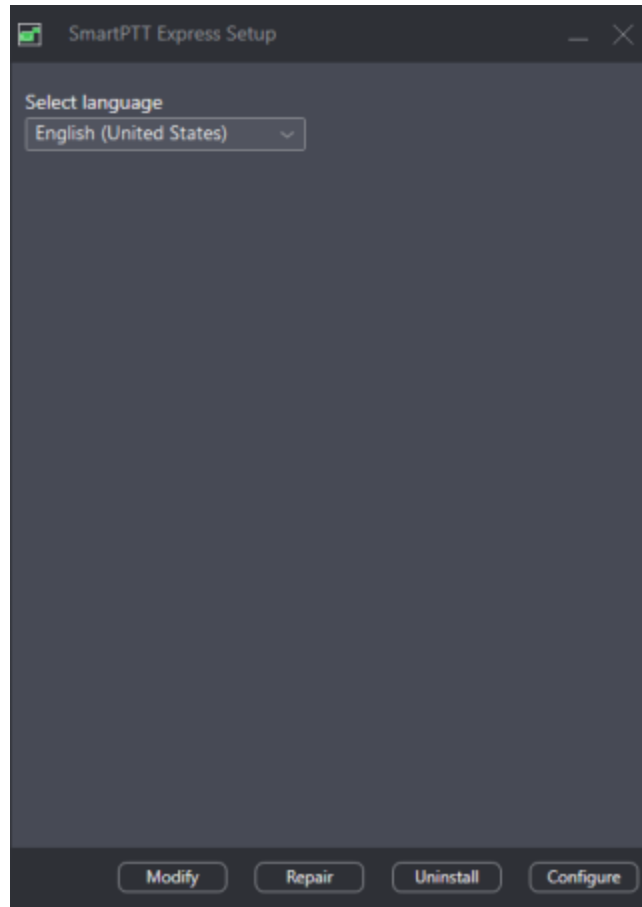 SmartPTT Express Setup
Select language
English (United States)
Modify Repair Uninstall Configure